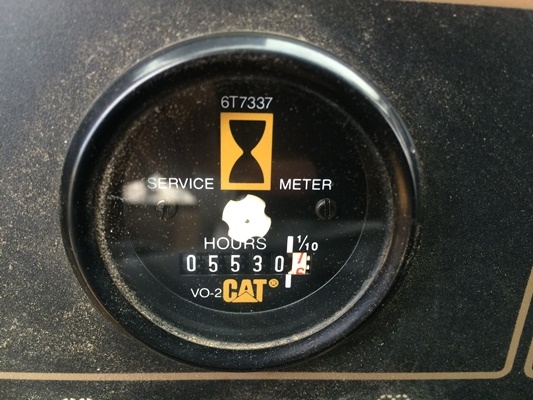 6T7337
SERVICE METER
HOURS 1/10
05530
VO-2 CAT®